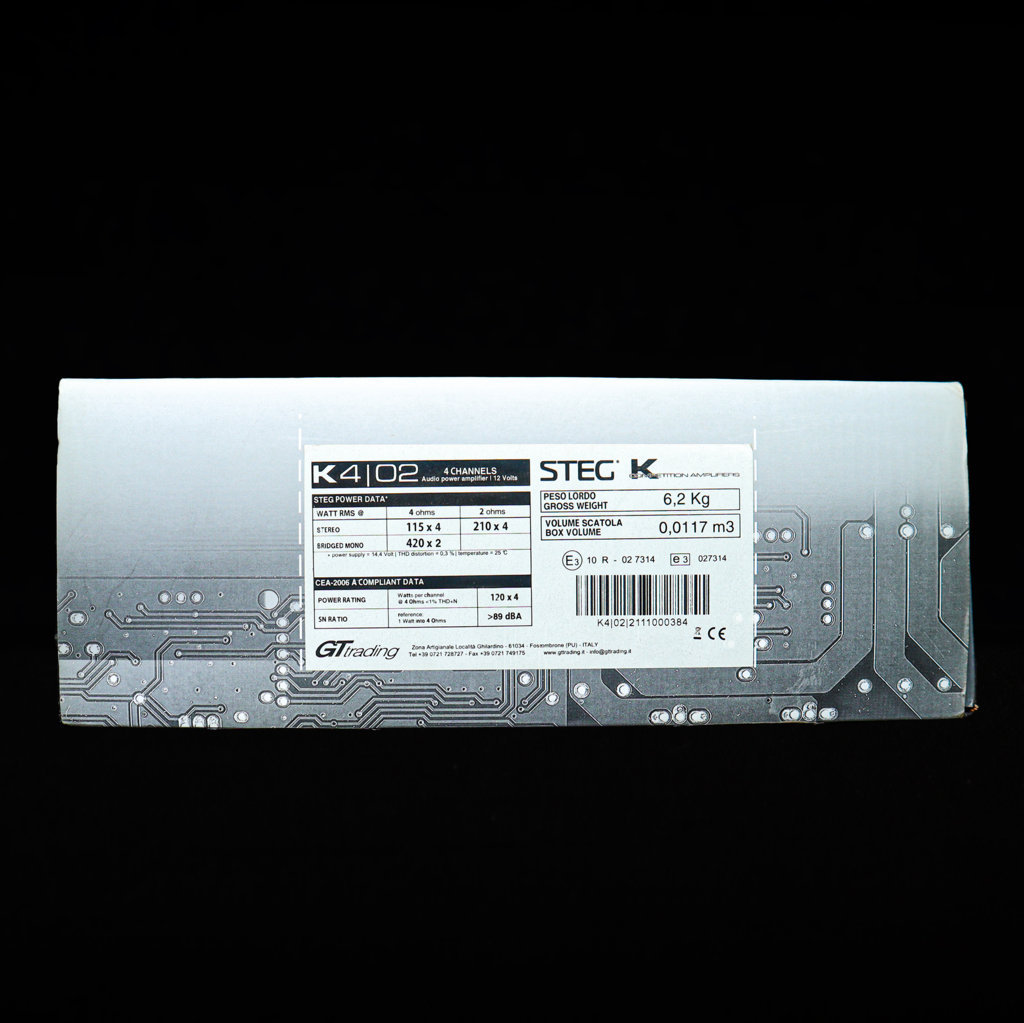 K4|02 4 CHANNELS
Audio power amplifier | 12 Volts
STEG POWER DATA*
WATT RMS @ 4 ohms 2 ohms
STEREO 115 x 4 210 x 4
BRIDGED MONO 420 x 2
• power supply = 14,4 Volt | THD distortion = 0,3 % | temperature = 25 °C
CEA-2006 A COMPLIANT DATA
POWER RATING Watts per channel @ 4 Ohms <1% THD+N 120 x 4
SN RATIO reference: 1 Watt into 4 Ohms >89 dBA
GTtrading
Zona Artigianale Località Ghilardino - 61034 - Fossombrone (PU) - ITALY
Tel +39 0721 728727 - Fax +39 0721 749175 www.gttrading.it - info@gttrading.it
STEG K
COMPETITION AMPLIFIERS
PESO LORDO
GROSS WEIGHT 6,2 Kg
VOLUME SCATOLA
BOX VOLUME 0,0117 m3
E3 10 R - 02 7314 e3 027314
K4|02|2111000384
CE